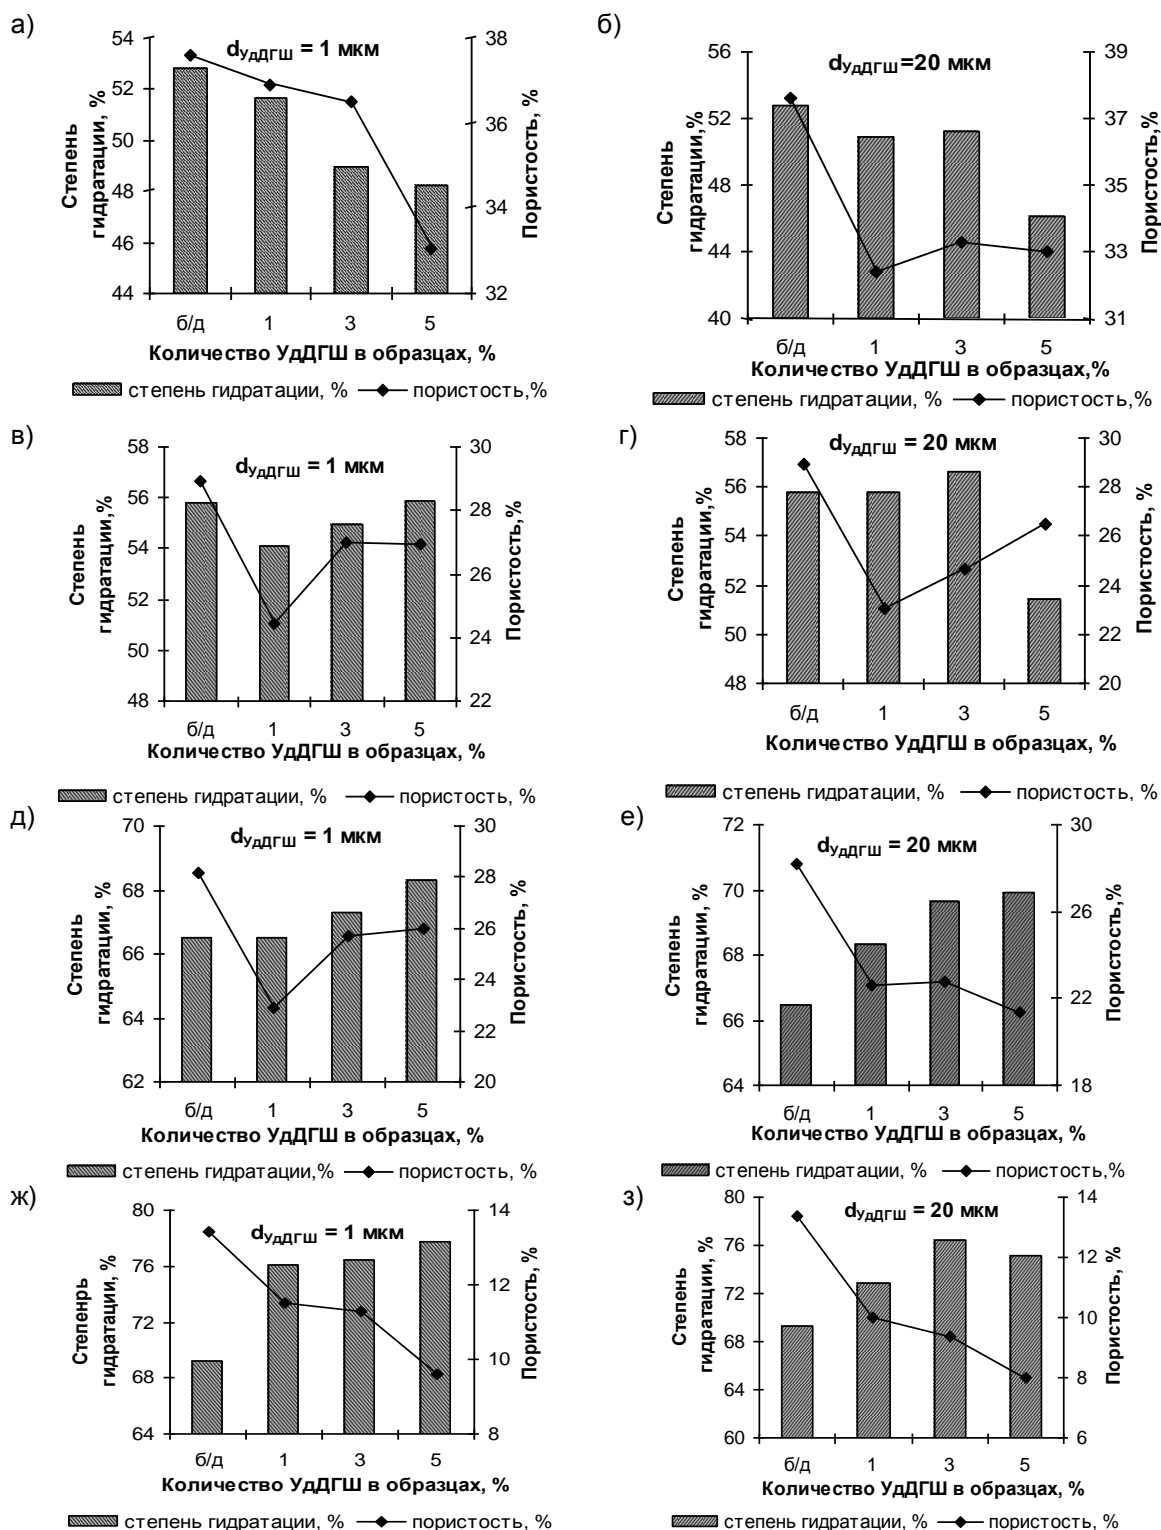 а)
dУдДГШ = 1 мкм
Степень
гидратации, %
54
52
50
48
46
44
38
36
34
32
Пористость, %
б/д 1 3 5
Количество УдДГШ в образцах, %
степень гидратации, % пористость,%
б)
dУдДГШ=20 мкм
Степень
гидратации,%
56
52
48
44
40
39
37
35
33
31
Пористость,%
б/д 1 3 5
Количество УдДГШ в образцах,%
степень гидратации, % пористость,%
в)
dУдДГШ = 1 мкм
Степень
гидратации,%
58
56
54
52
50
48
30
28
26
24
22
Пористость,%
б/д 1 3 5
Количество УдДГШ в образцах, %
степень гидратации, % пористость, %
г)
dУдДГШ = 20 мкм
Степень
гидратации,%
58
56
54
52
50
48
30
28
26
24
22
20
Пористость, %
б/д 1 3 5
Количество УдДГШ в образцах, %
степень гидратации, % пористость, %
д)
dУдДГШ = 1 мкм
Степень
гидратации, %
70
68
66
64
62
30
28
26
24
22
20
Пористость, %
б/д 1 3 5
Количество УдДГШ в образцах, %
степень гидратации,% пористость, %
е)
dУдДГШ = 20 мкм
Степень
гидратации, %
72
70
68
66
64
30
26
22
18
Пористость,%
б/д 1 3 5
Количество УдДГШ в образцах, %
степень гидратации, % пористость,%
ж)
dУдДГШ = 1 мкм
Степенрь
гидратации, %
80
76
72
68
64
14
12
10
8
Пористость, %
б/д 1 3 5
Количество УдДГШ в образцах, %
степень гидратации, % пористость, %
з)
dУдДГШ = 20 мкм
Степень
гидратации, %
80
76
72
68
64
60
14
12
10
8
6
Пористость, %
б/д 1 3 5
Количество УдДГШ в образцах, %
степень гидратации, % пористость, %